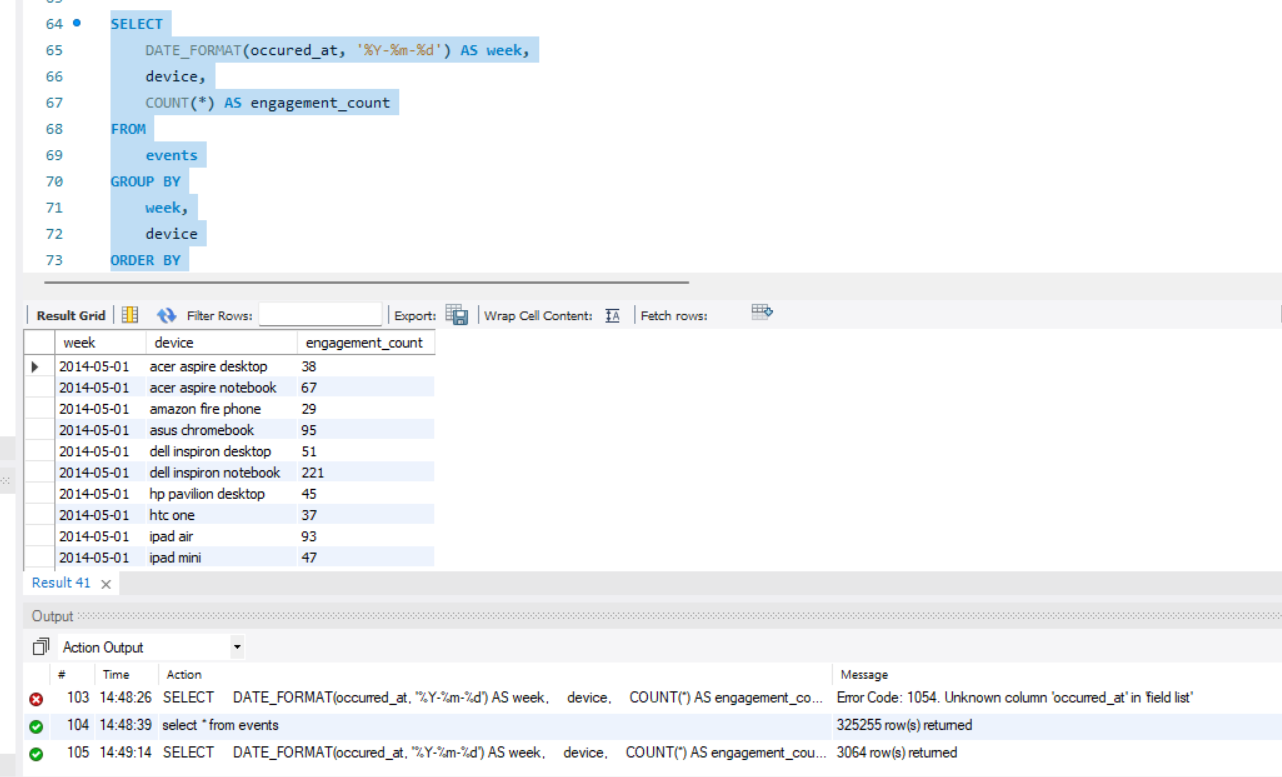 64 SELECT
65 DATE_FORMAT(occured_at, '%Y-%m-%d') AS week,
66 device,
67 COUNT(*) AS engagement_count
68 FROM
69 events
70 GROUP BY
71 week,
72 device
73 ORDER BY
Result Grid Filter Rows: Export: Wrap Cell Content: Fetch rows:
week device engagement_count
2014-05-01 acer aspire desktop 38
2014-05-01 acer aspire notebook 67
2014-05-01 amazon fire phone 29
2014-05-01 asus chromebook 95
2014-05-01 dell inspiron desktop 51
2014-05-01 dell inspiron notebook 221
2014-05-01 hp pavilion desktop 45
2014-05-01 htc one 37
2014-05-01 ipad air 93
2014-05-01 ipad mini 47
Result 41
Output
Action Output
# Time Action Message
103 14:48:26 SELECT DATE_FORMAT(occurred_at, '%Y-%m-%d') AS week, device, COUNT(*) AS engagement_co... Error Code: 1054. Unknown column 'occurred_at' in 'field list'
104 14:48:39 select * from events 325255 row(s) returned
105 14:49:14 SELECT DATE_FORMAT(occured_at, '%Y-%m-%d') AS week, device, COUNT(*) AS engagement_cou... 3064 row(s) returned